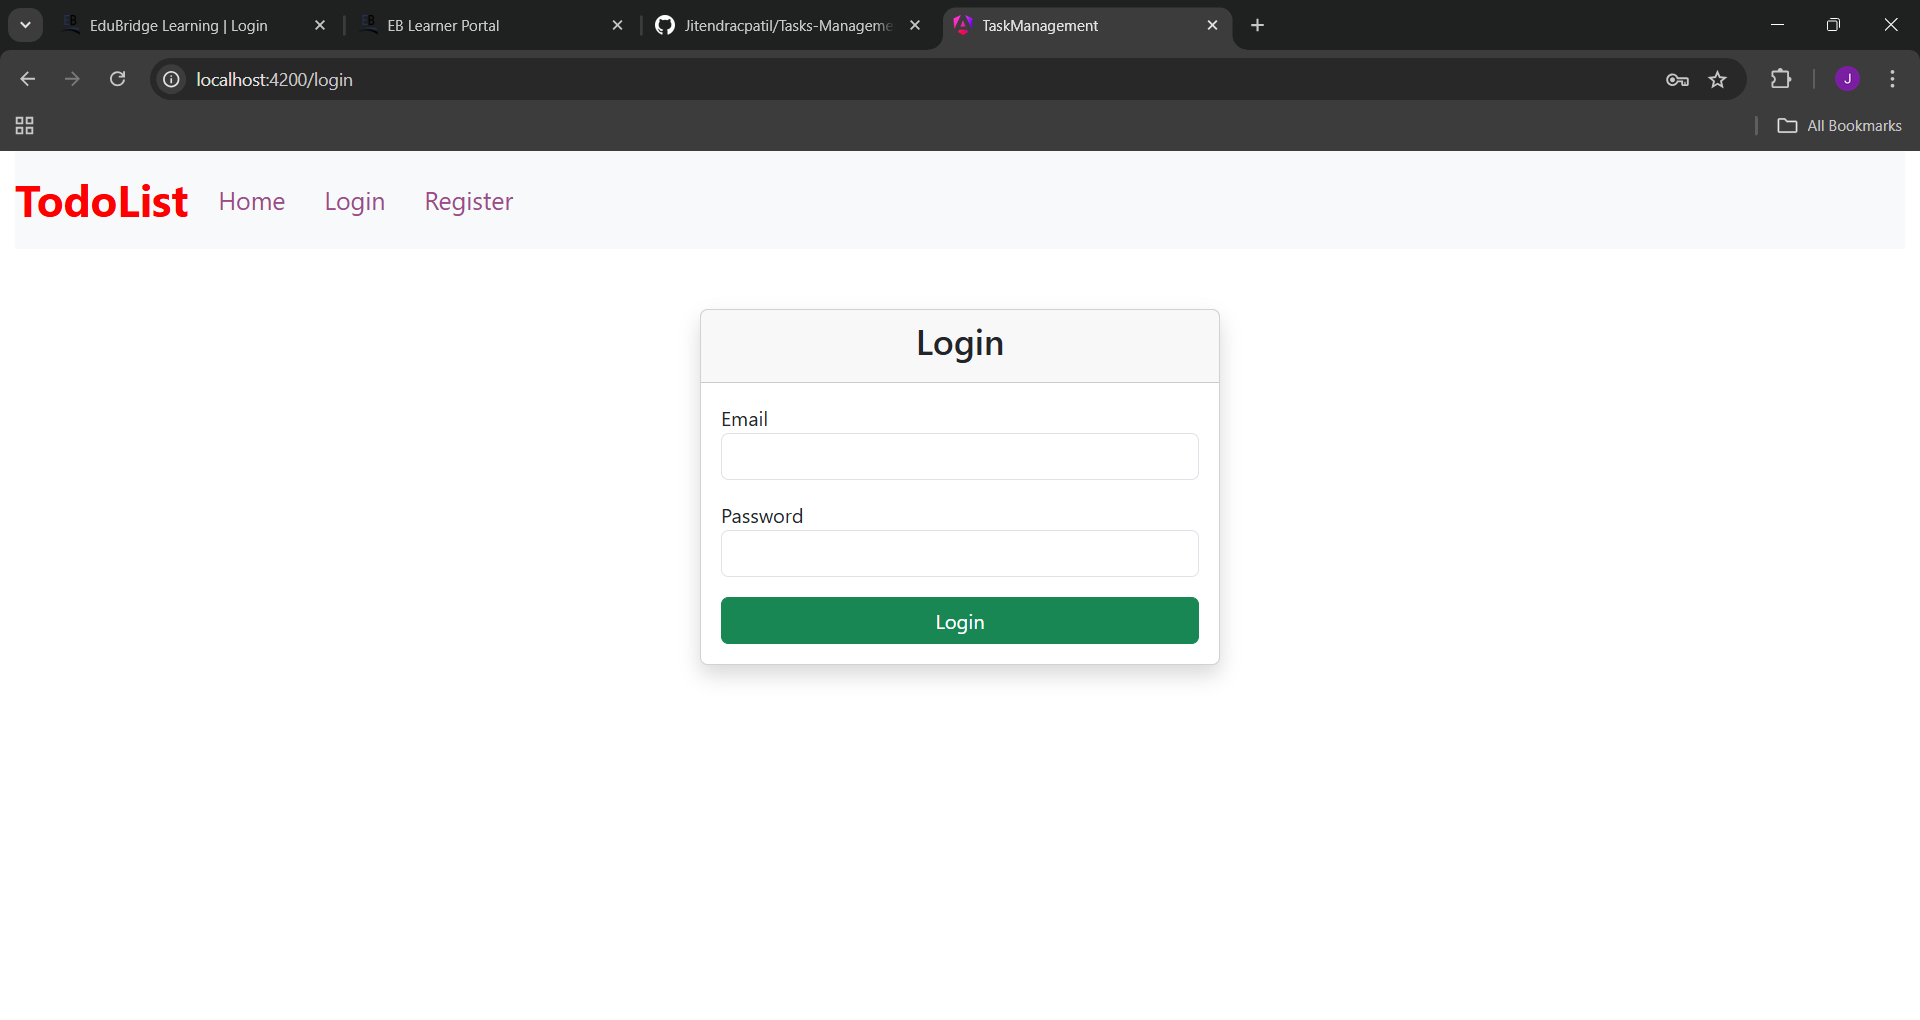 EduBridge Learning | Login
EB Learner Portal
Jitendracpatil/Tasks-Manageme
TaskManagement
localhost:4200/login
J
All Bookmarks
TodoList Home Login Register
Login
Email
Password
Login